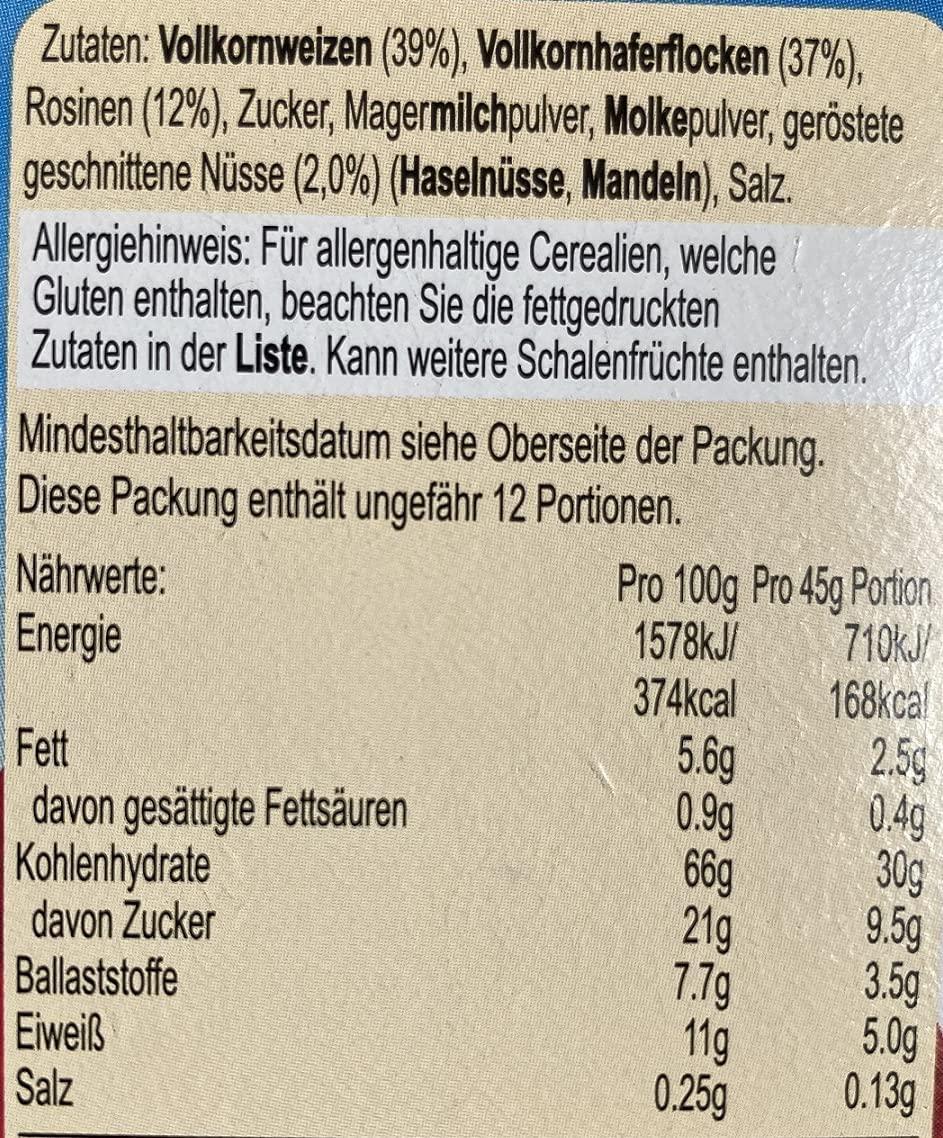 Zutaten: Vollkornweizen (39%), Vollkornhaferflocken (37%),
Rosinen (12%), Zucker, Magermilchpulver, Molkepulver, geröstete
geschnittene Nüsse (2,0%) (Haselnüsse, Mandeln), Salz.
Allergiehinweis: Für allergenhaltige Cerealien, welche
Gluten enthalten, beachten Sie die fettgedruckten
Zutaten in der Liste. Kann weitere Schalenfrüchte enthalten.
Mindesthaltbarkeitsdatum siehe Oberseite der Packung.
Diese Packung enthält ungefähr 12 Portionen.
Nährwerte: Pro 100g Pro 45g Portion
Energie 1578kJ/ 710kJ/
374kcal 168kcal
Fett 5.6g 2.5g
davon gesättigte Fettsäuren 0.9g 0.4g
Kohlenhydrate 66g 30g
davon Zucker 21g 9.5g
Ballaststoffe 7.7g 3.5g
Eiweiß 11g 5.0g
Salz 0.25g 0.13g